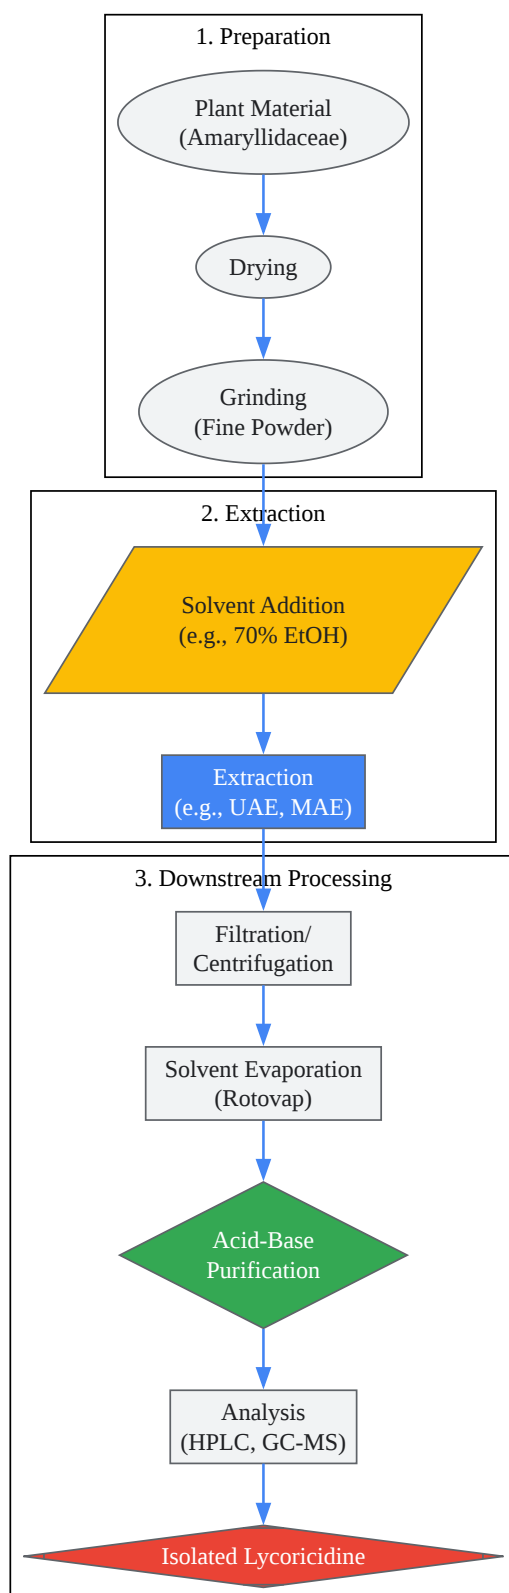 1. Preparation
Plant Material
(Amaryllidaceae)
Drying
Grinding
(Fine Powder)
2. Extraction
Solvent Addition
(e.g., 70% EtOH)
Extraction
(e.g., UAE, MAE)
3. Downstream Processing
Filtration/
Centrifugation
Solvent Evaporation
(Rotovap)
Acid-Base
Purification
Analysis
(HPLC, GC-MS)
Isolated Lycoricidine